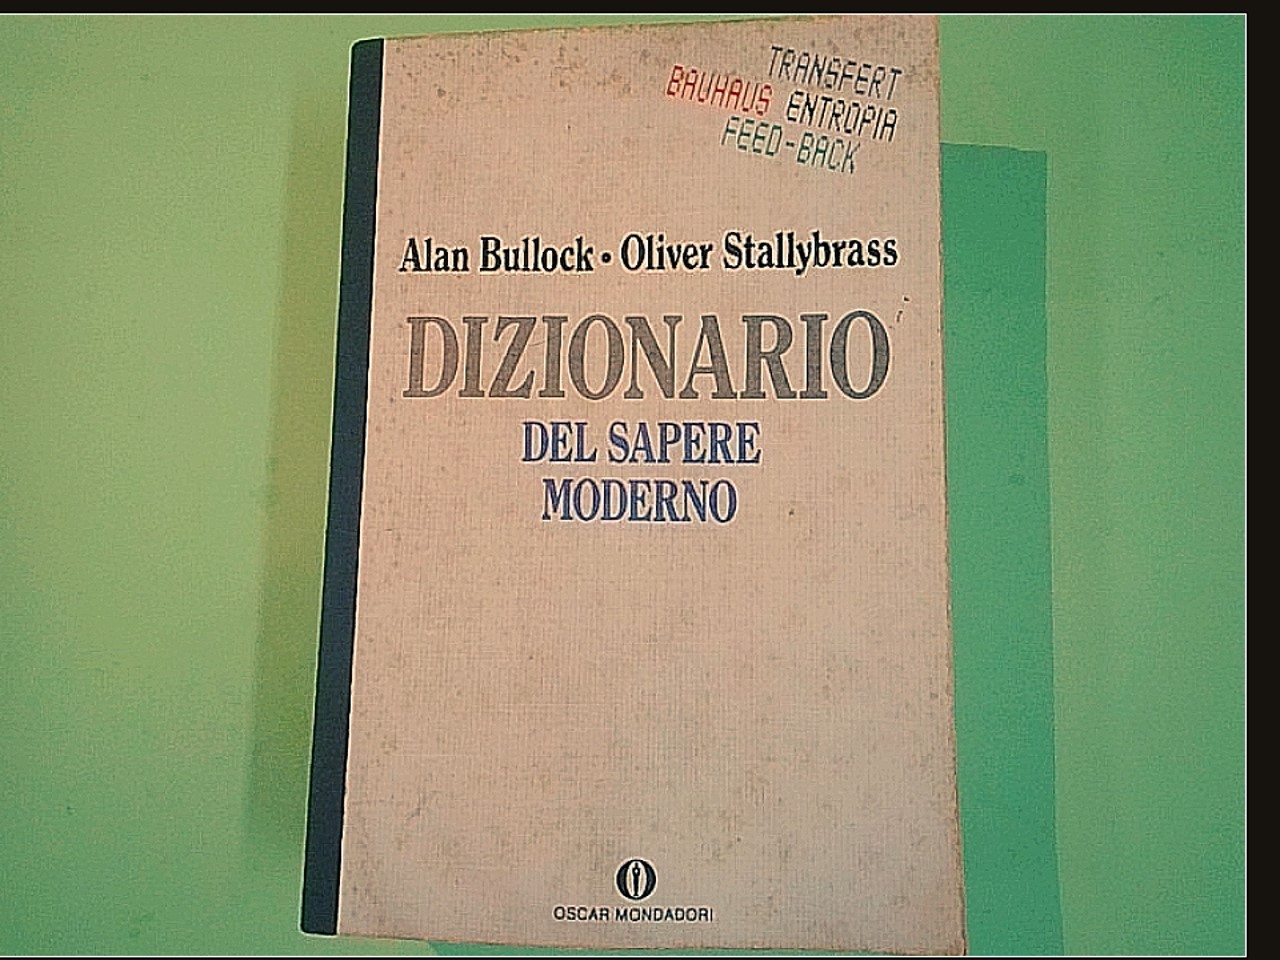 TRANSFERT
BAUHAUS ENTROPIA
FEED-BACK
Alan Bullock • Oliver Stallybrass
DIZIONARIO
DEL SAPERE
MODERNO
OSCAR MONDADORI